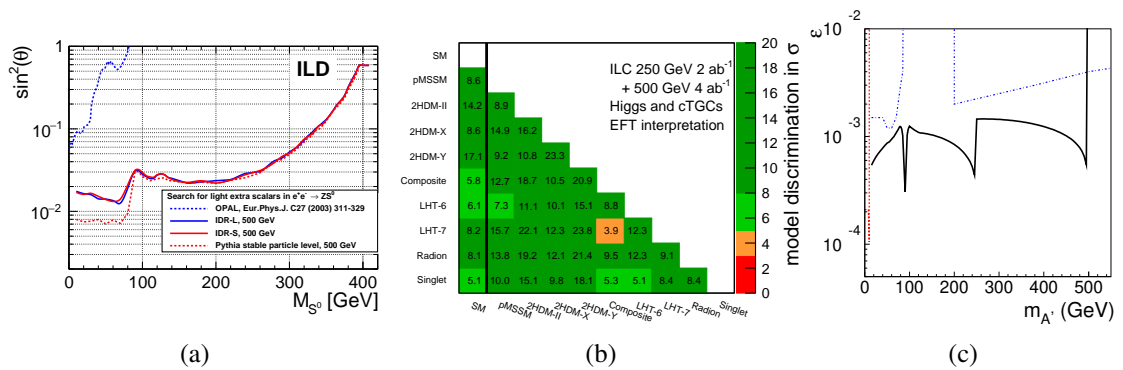 sin²(θ)
1
10⁻¹
10⁻²
ILD
Search for light extra scalars in e⁺e⁻ → ZS⁰
OPAL, Eur.Phys.J. C27 (2003) 311-329
IDR-L, 500 GeV
IDR-S, 500 GeV
Pythia stable particle level, 500 GeV
0 100 200 300 400
M_S⁰ [GeV]
(a)
ILC 250 GeV 2 ab⁻¹
+ 500 GeV 4 ab⁻¹
Higgs and cTGCs
EFT interpretation
SM
pMSSM 8.6
2HDM-II 14.2 8.9
2HDM-X 8.6 14.9 16.2
2HDM-Y 17.1 9.2 10.8 23.3
Composite 5.8 12.7 18.7 10.5 20.9
LHT-6 6.1 7.3 11.1 10.1 15.1 8.8
LHT-7 8.2 15.7 22.1 12.3 23.8 3.9 12.3
Radion 8.1 13.8 19.2 12.1 21.4 9.5 12.3 9.1
Singlet 5.1 10.0 15.1 9.8 18.1 5.3 5.1 8.4 8.4
SM pMSSM 2HDM-II 2HDM-X 2HDM-Y Composite LHT-6 LHT-7 Radion Singlet
20
18
16
14
12
10
8
6
4
2
0
model discrimination in σ
(b)
ε
10⁻²
10⁻³
10⁻⁴
0 100 200 300 400 500
m_A' (GeV)
(c)